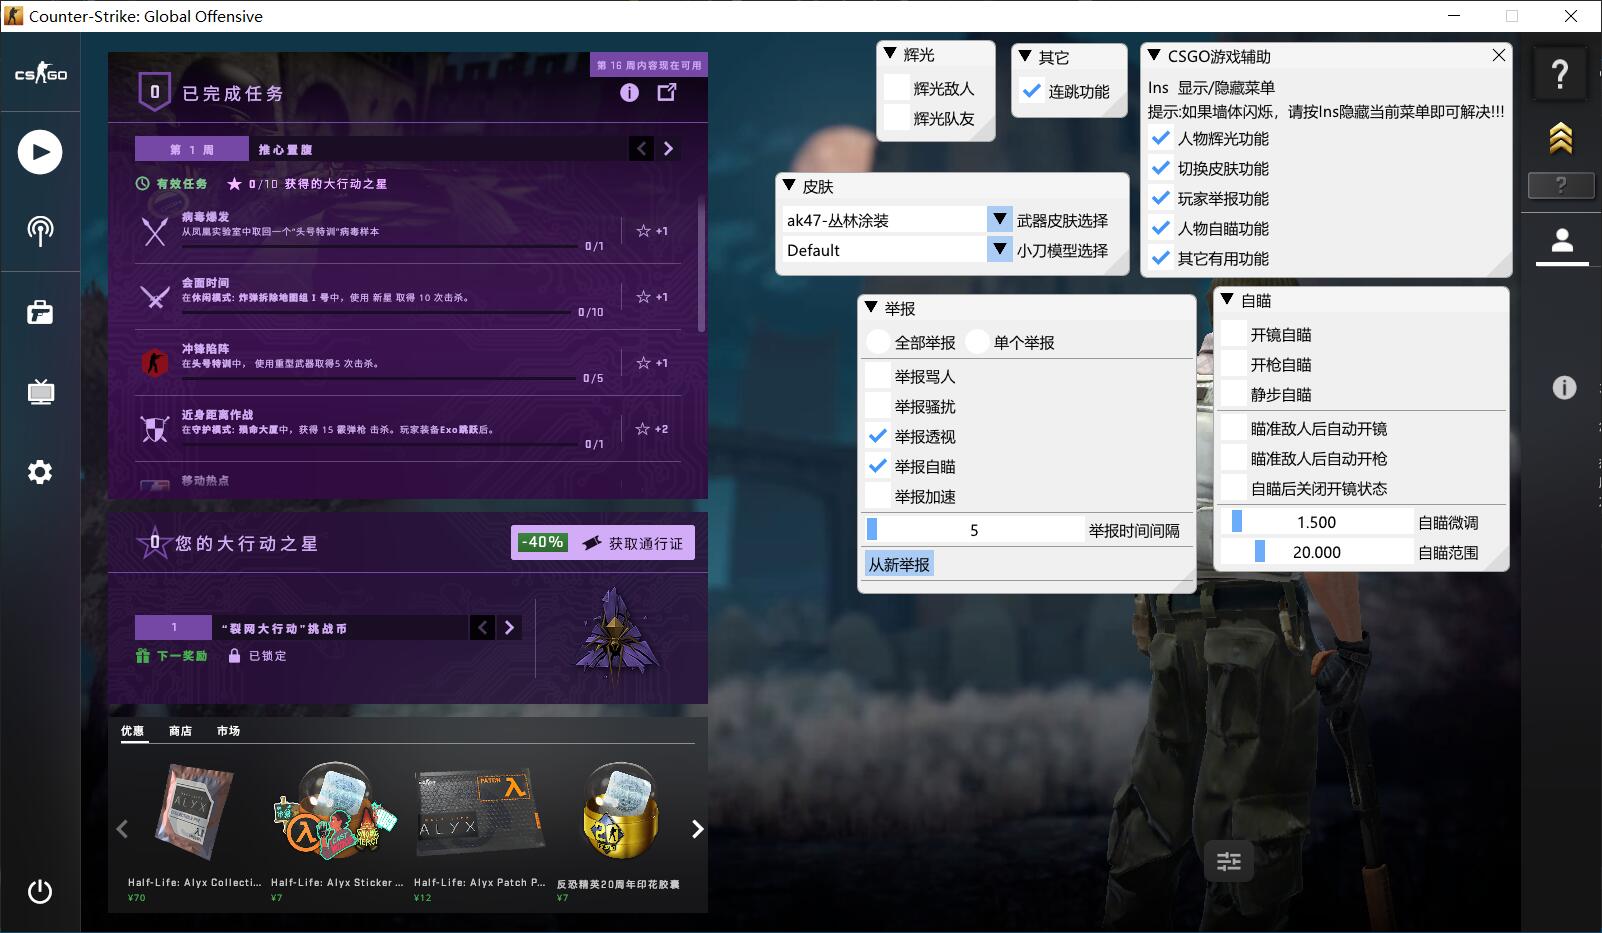 Counter-Strike: Global Offensive
CS GO
第 16 周内容现在可用
0 已完成任务
第 1 周 推心置腹
有效任务 0/10 获得的大行动之星
病毒爆发
从凤凰实验室中取回一个“头号特训”病毒样本
0/1
+1
会面时间
在休闲模式: 炸弹拆除地图组 I 号中，使用 新星 取得 10 次击杀。
0/10
+1
冲锋陷阵
在头号特训中， 使用重型武器取得5 次击杀。
0/5
+1
近身距离作战
在守护模式: 殒命大厦中，获得 15 霰弹枪 击杀。玩家装备Exo跳跃后。
0/1
+2
移动热点
0 您的大行动之星
-40% 获取通行证
1 “裂网大行动”挑战币
下一奖励 已锁定
优惠 商店 市场
ALYX
PATCH
ALYX
Half-Life: Alyx Collecti...
¥70
Half-Life: Alyx Sticker ...
¥7
Half-Life: Alyx Patch P...
¥12
反恐精英20周年印花胶囊
¥7
辉光
辉光敌人
辉光队友
其它
连跳功能
CSGO游戏辅助
Ins 显示/隐藏菜单
提示:如果墙体闪烁，请按Ins隐藏当前菜单即可解决!!!
人物辉光功能
切换皮肤功能
玩家举报功能
人物自瞄功能
其它有用功能
皮肤
ak47-丛林涂装 武器皮肤选择
Default 小刀模型选择
举报
全部举报 单个举报
举报骂人
举报骚扰
举报透视
举报自瞄
举报加速
5 举报时间间隔
从新举报
自瞄
开镜自瞄
开枪自瞄
静步自瞄
瞄准敌人后自动开镜
瞄准敌人后自动开枪
自瞄后关闭开镜状态
1.500 自瞄微调
20.000 自瞄范围
?
?